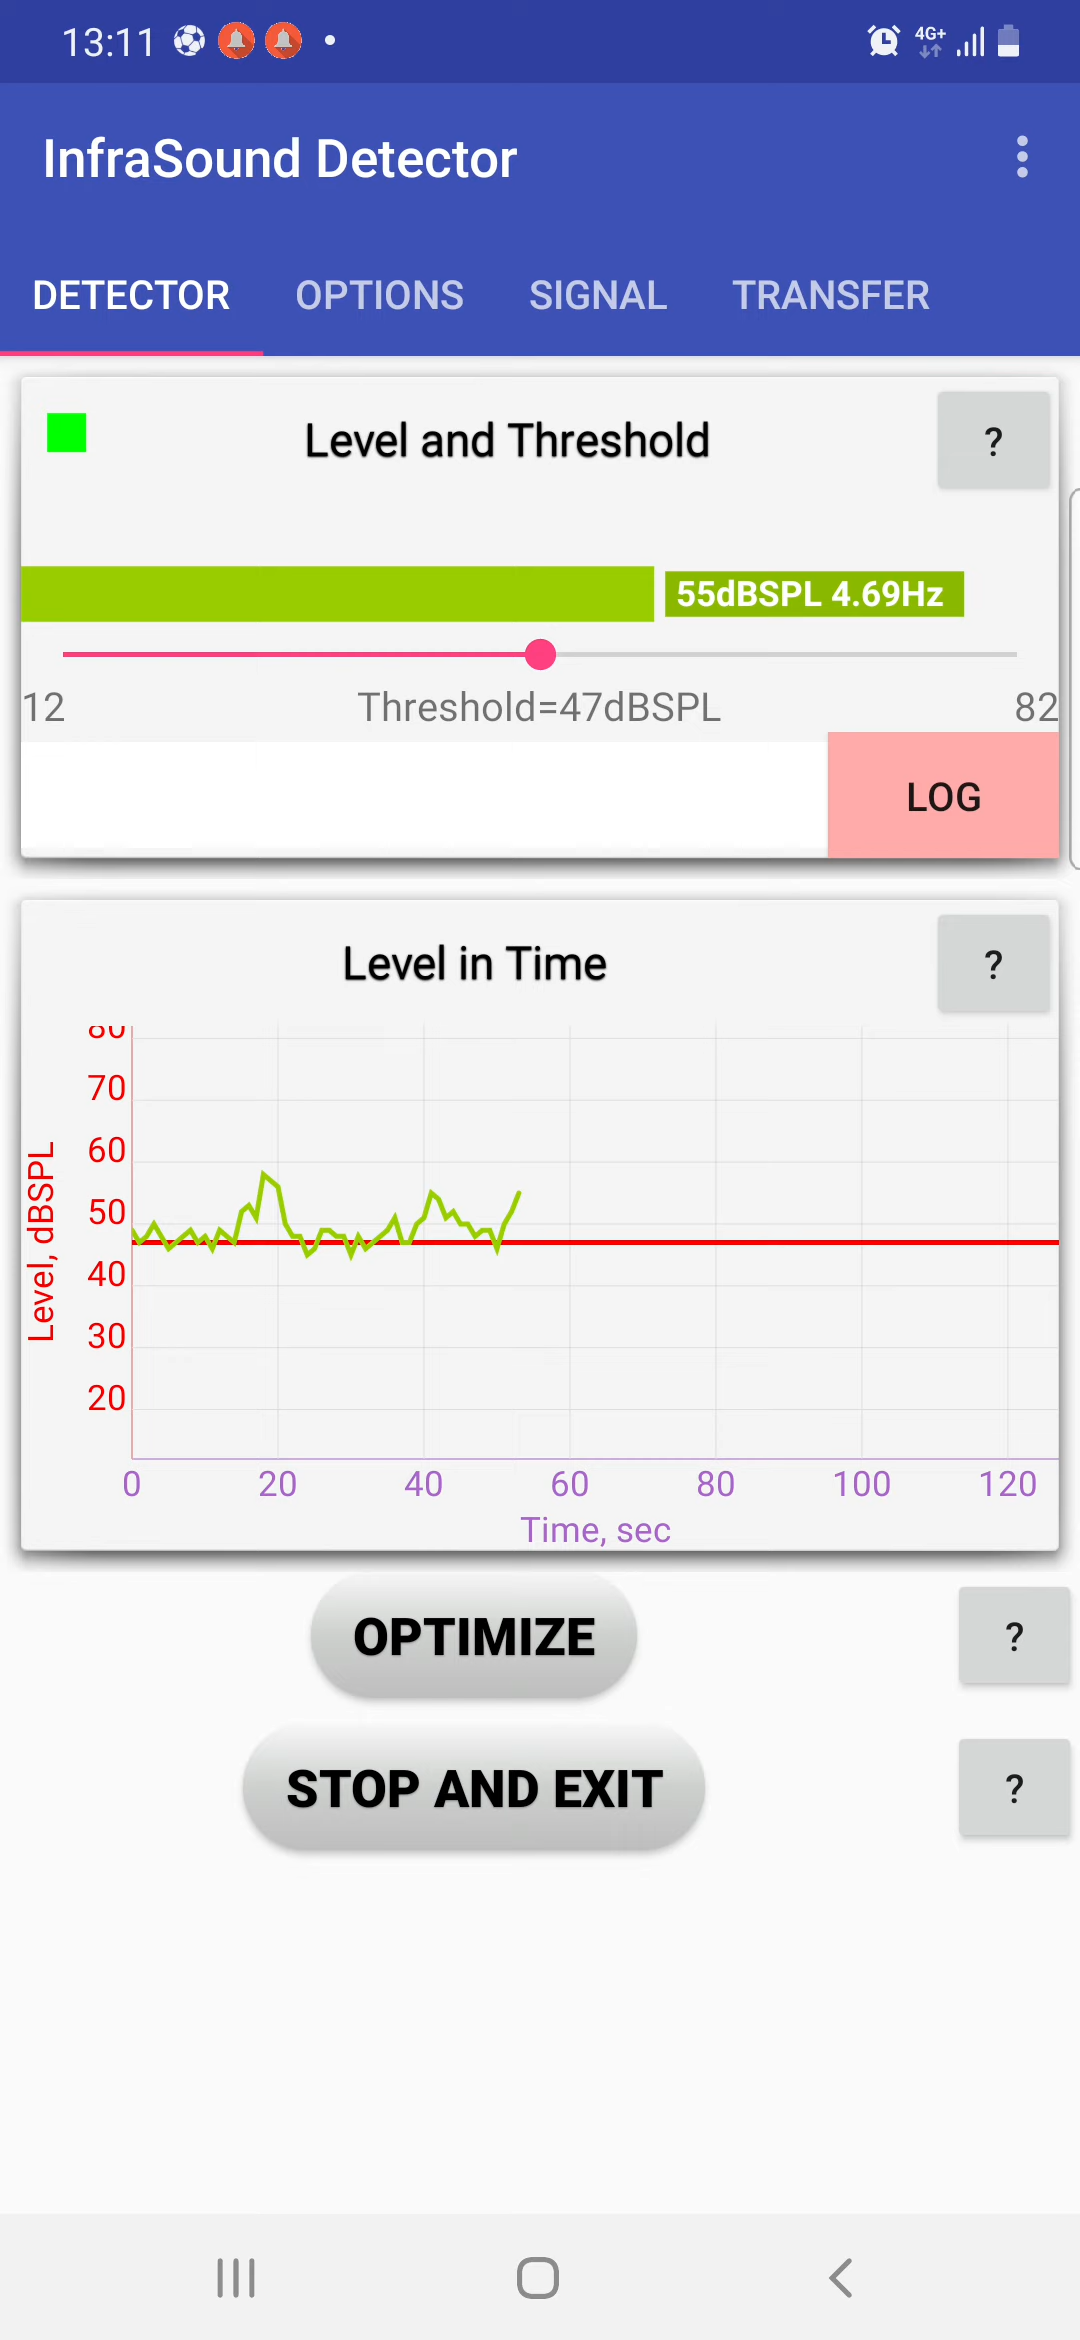 13:11
4G+
InfraSound Detector
DETECTOR OPTIONS SIGNAL TRANSFER
Level and Threshold ?
55dBSPL 4.69Hz
12 Threshold=47dBSPL 82
LOG
Level in Time ?
80
70
60
50
40
30
20
Level, dBSPL
0 20 40 60 80 100 120
Time, sec
OPTIMIZE ?
STOP AND EXIT ?